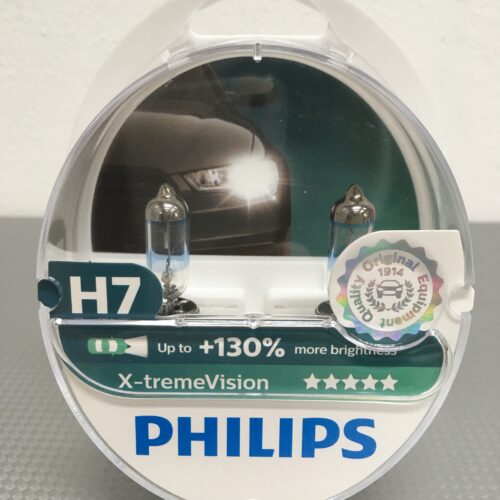 H7
Original Equipment Quality
1914
Up to +130% more brightness
X-tremeVision
PHILIPS